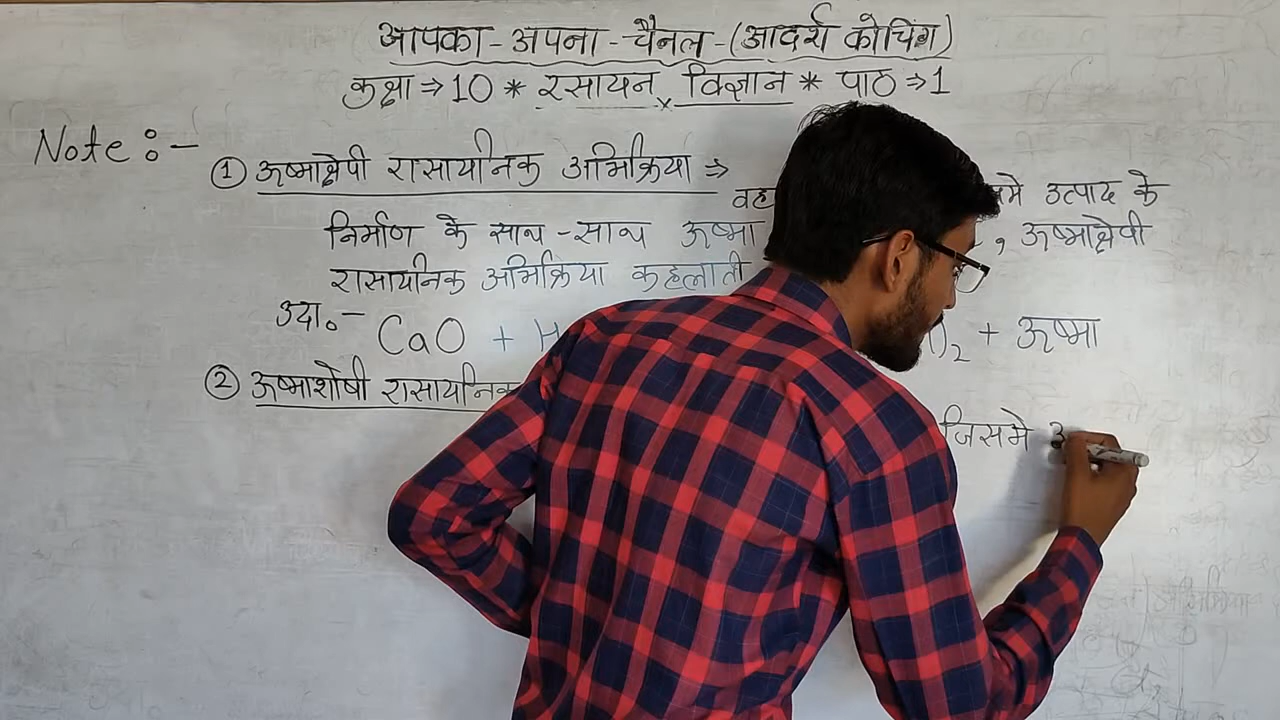 आपका - अपना - चैनल - (आदर्श कोचिंग)
कक्षा ⇒ 10 * रसायन विज्ञान * पाठ ⇒ 1
Note :-
① ऊष्माक्षेपी रासायनिक अभिक्रिया ⇒
वह उत्पाद के
निर्माण के साथ - साथ ऊष्मा , ऊष्माक्षेपी
रासायनिक अभिक्रिया कहलाती
उदा० - CaO + H + ऊष्मा
② ऊष्माशोषी रासायनिक
जिसमे